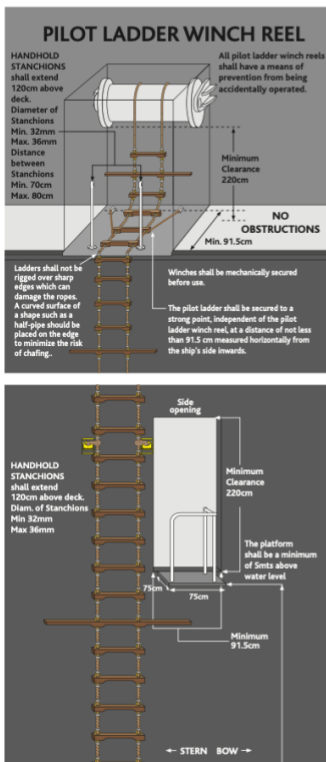 PILOT LADDER WINCH REEL
HANDHOLD
STANCHIONS
shall extend
120cm above
deck.
Diameter of
Stanchions
Min. 32mm
Max. 36mm
Distance
between
Stanchions
Min. 70cm
Max. 80cm
All pilot ladder winch reels
shall have a means of
prevention from being
accidentally operated.
Minimum
Clearance
220cm
NO
OBSTRUCTIONS
Min. 91.5cm
Ladders shall not be
rigged over sharp
edges which can
damage the ropes.
A curved surface of
a shape such as a
half-pipe should be
placed on the edge
to minimize the risk
of chafing..
Winches shall be mechanically secured
before use.
The pilot ladder shall be secured to a
strong point, independent of the pilot
ladder winch reel, at a distance of not less
than 91.5 cm measured horizontally from
the ship's side inwards.
Side
opening
HANDHOLD
STANCHIONS
shall extend
120cm above deck.
Diam. of Stanchions
Min 32mm
Max 36mm
Minimum
Clearance
220cm
The platform
shall be a minimum
of 5mts above
water level
75cm
75cm
Minimum
91.5cm
← STERN BOW →